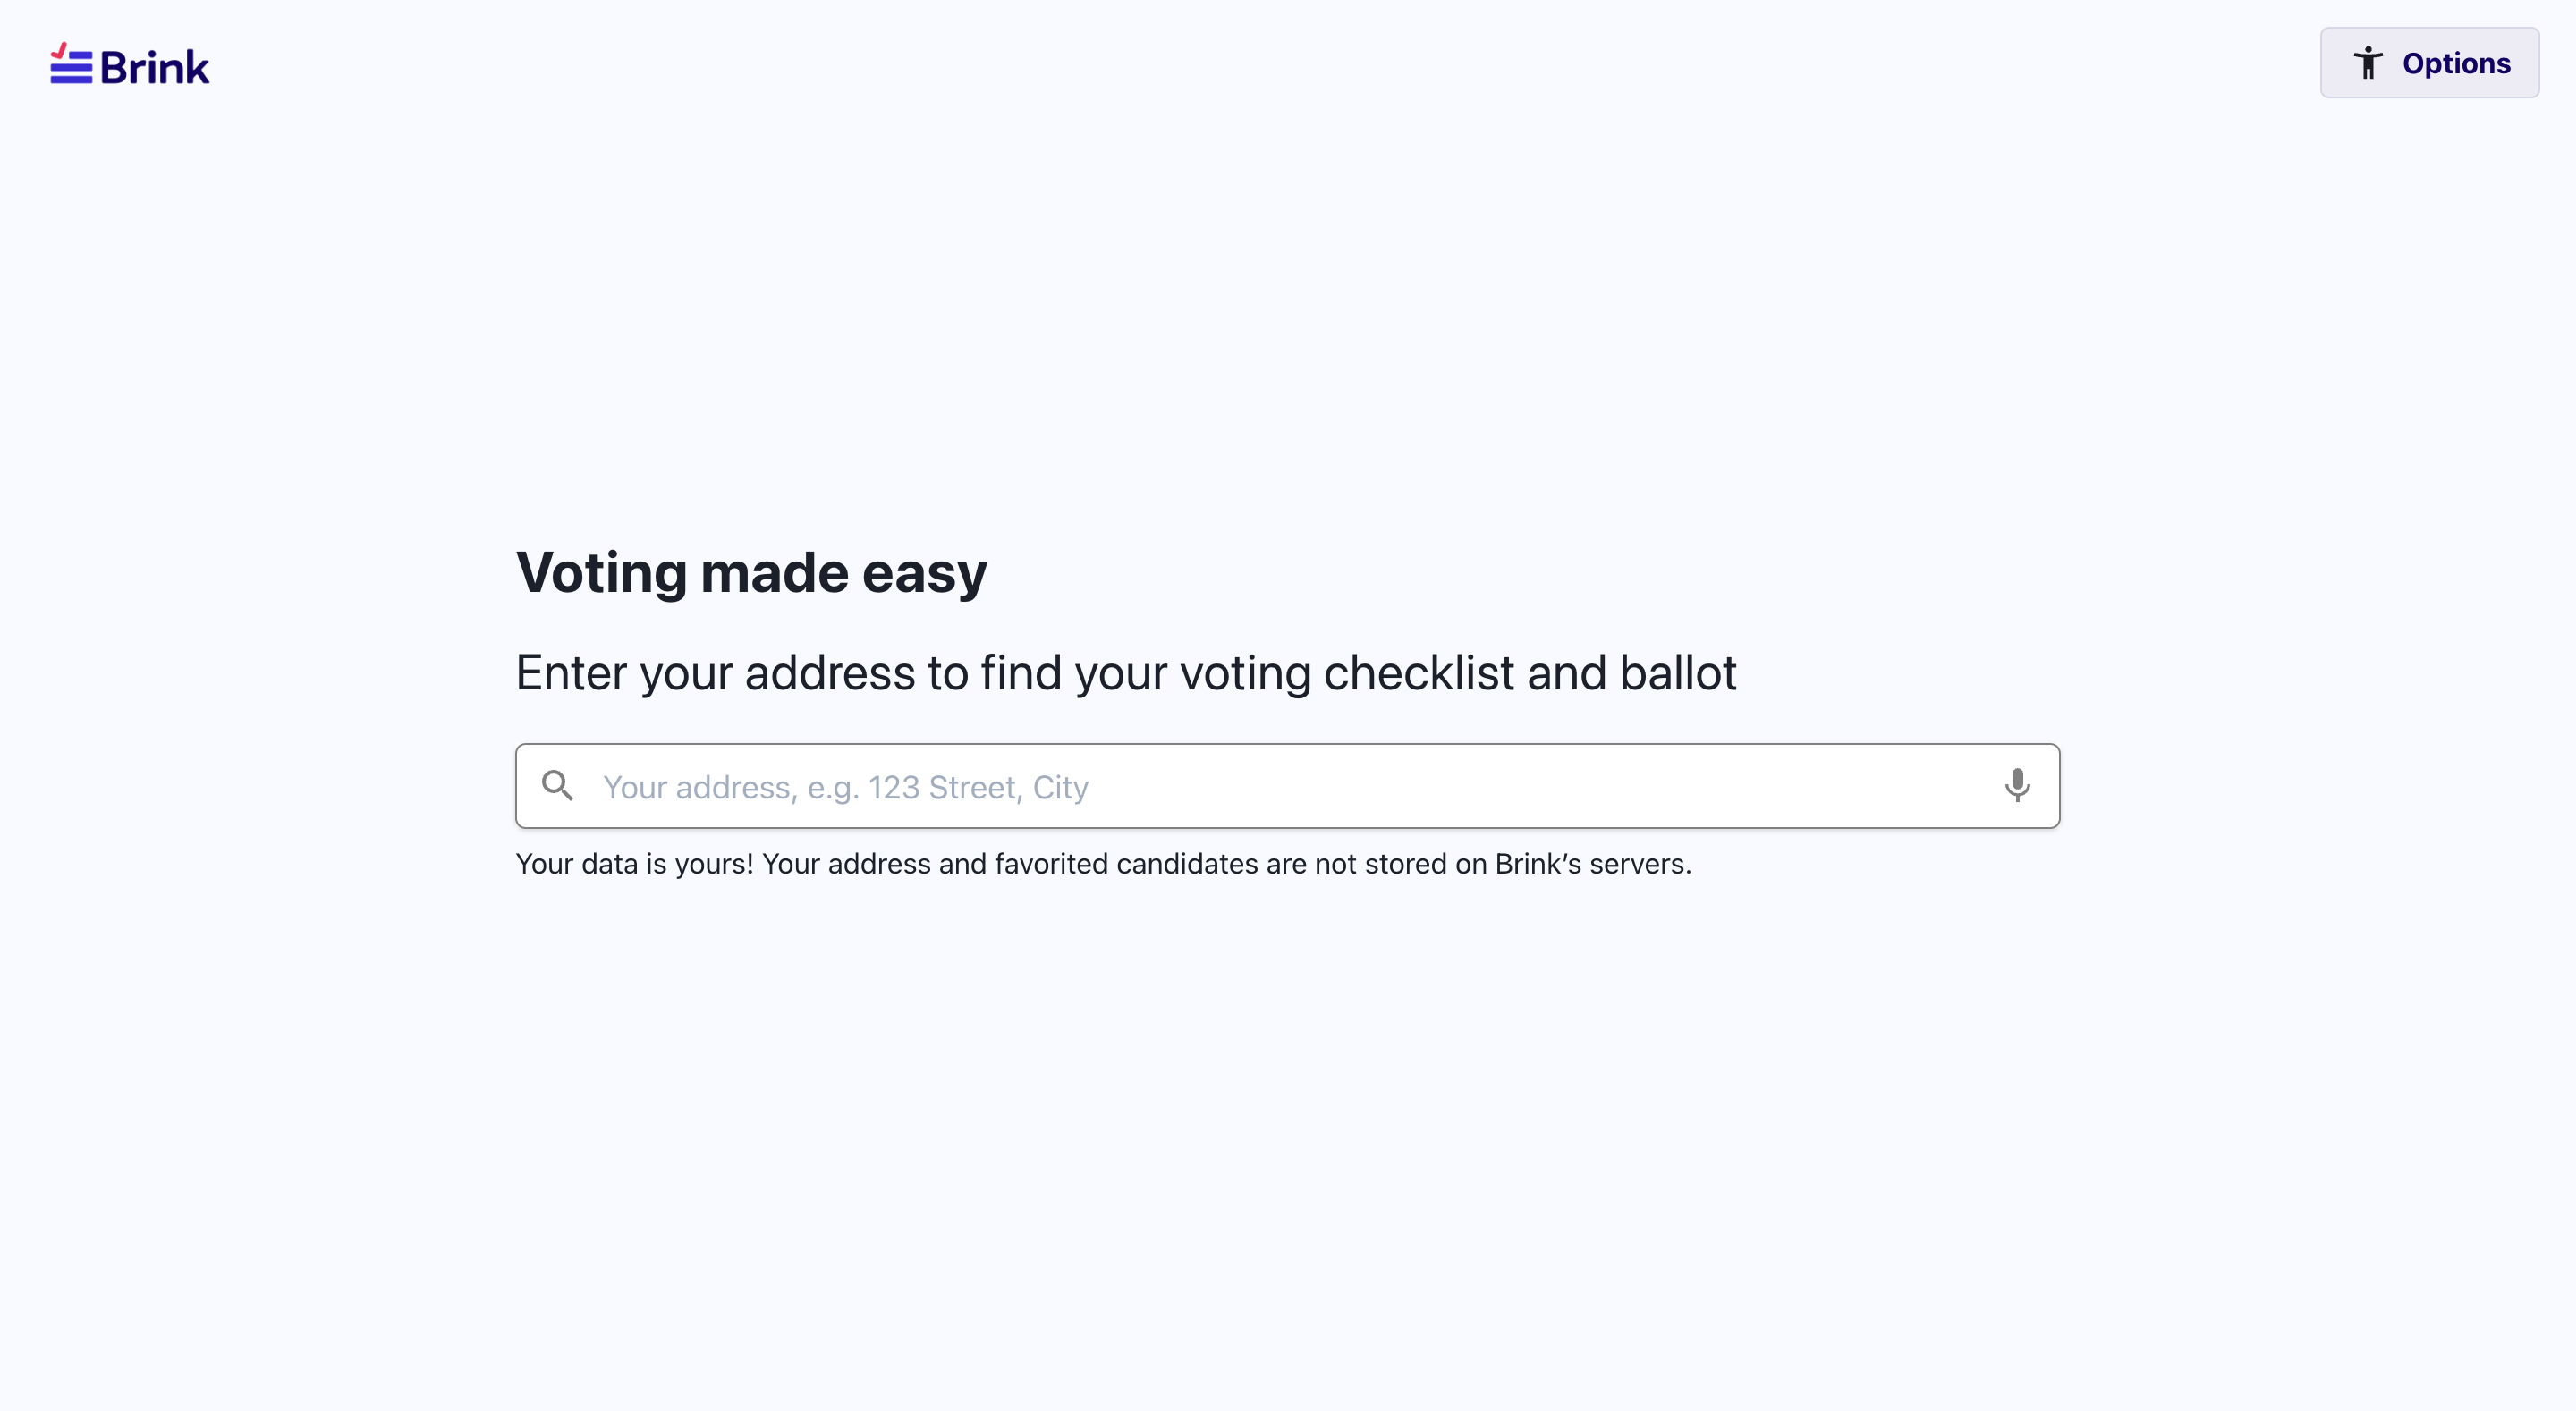 Brink
Options
Voting made easy
Enter your address to find your voting checklist and ballot
Your address, e.g. 123 Street, City
Your data is yours! Your address and favorited candidates are not stored on Brink’s servers.